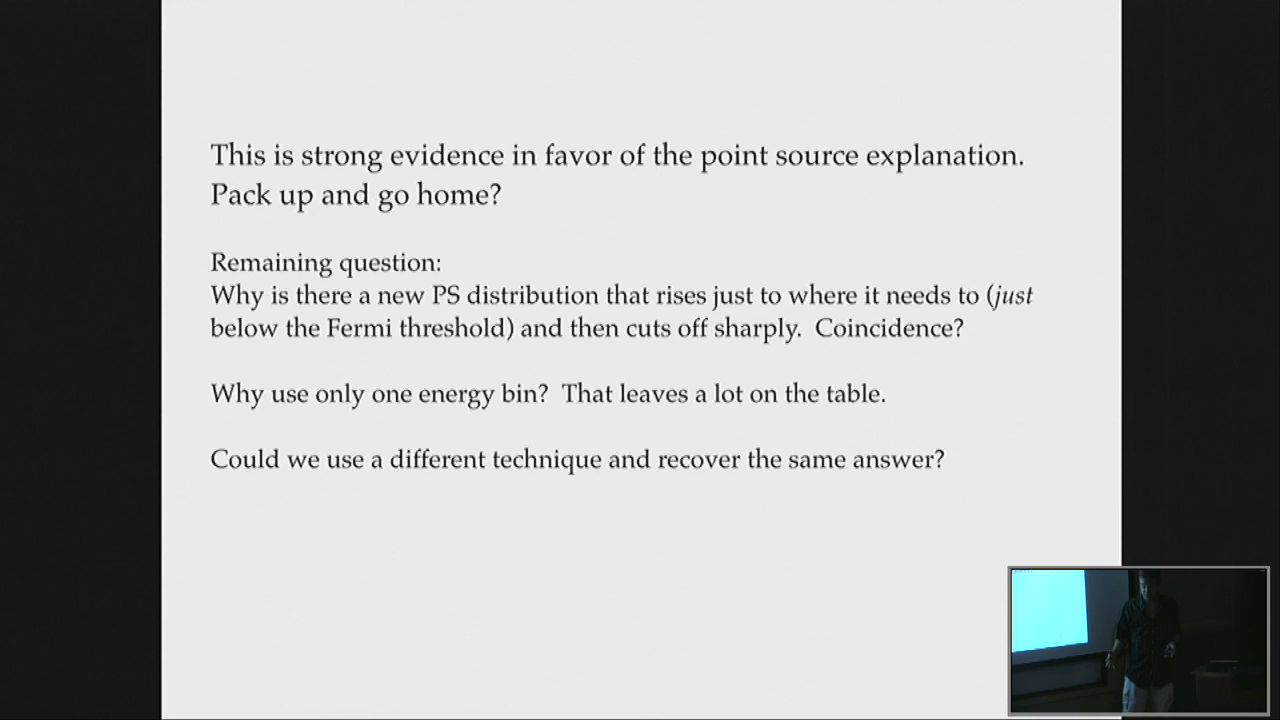 This is strong evidence in favor of the point source explanation.
Pack up and go home?
Remaining question:
Why is there a new PS distribution that rises just to where it needs to (just
below the Fermi threshold) and then cuts off sharply.  Coincidence?
Why use only one energy bin?  That leaves a lot on the table.
Could we use a different technique and recover the same answer?